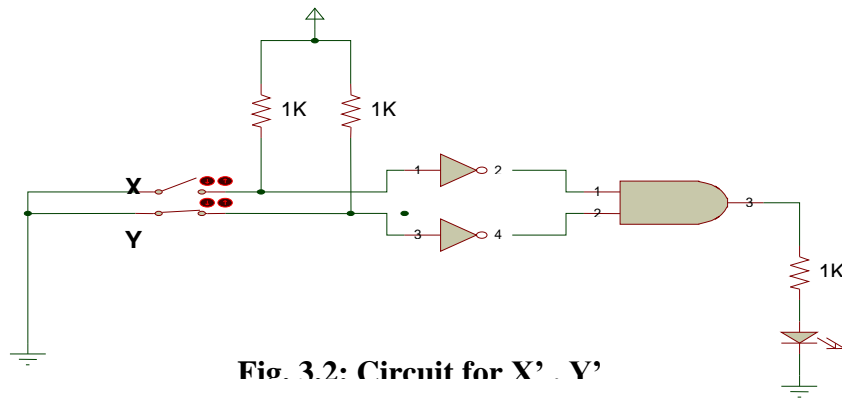 1K 1K
X
1 2
1
3
2
Y
3 4
1K
Fig. 3.2: Circuit for X’ . Y’